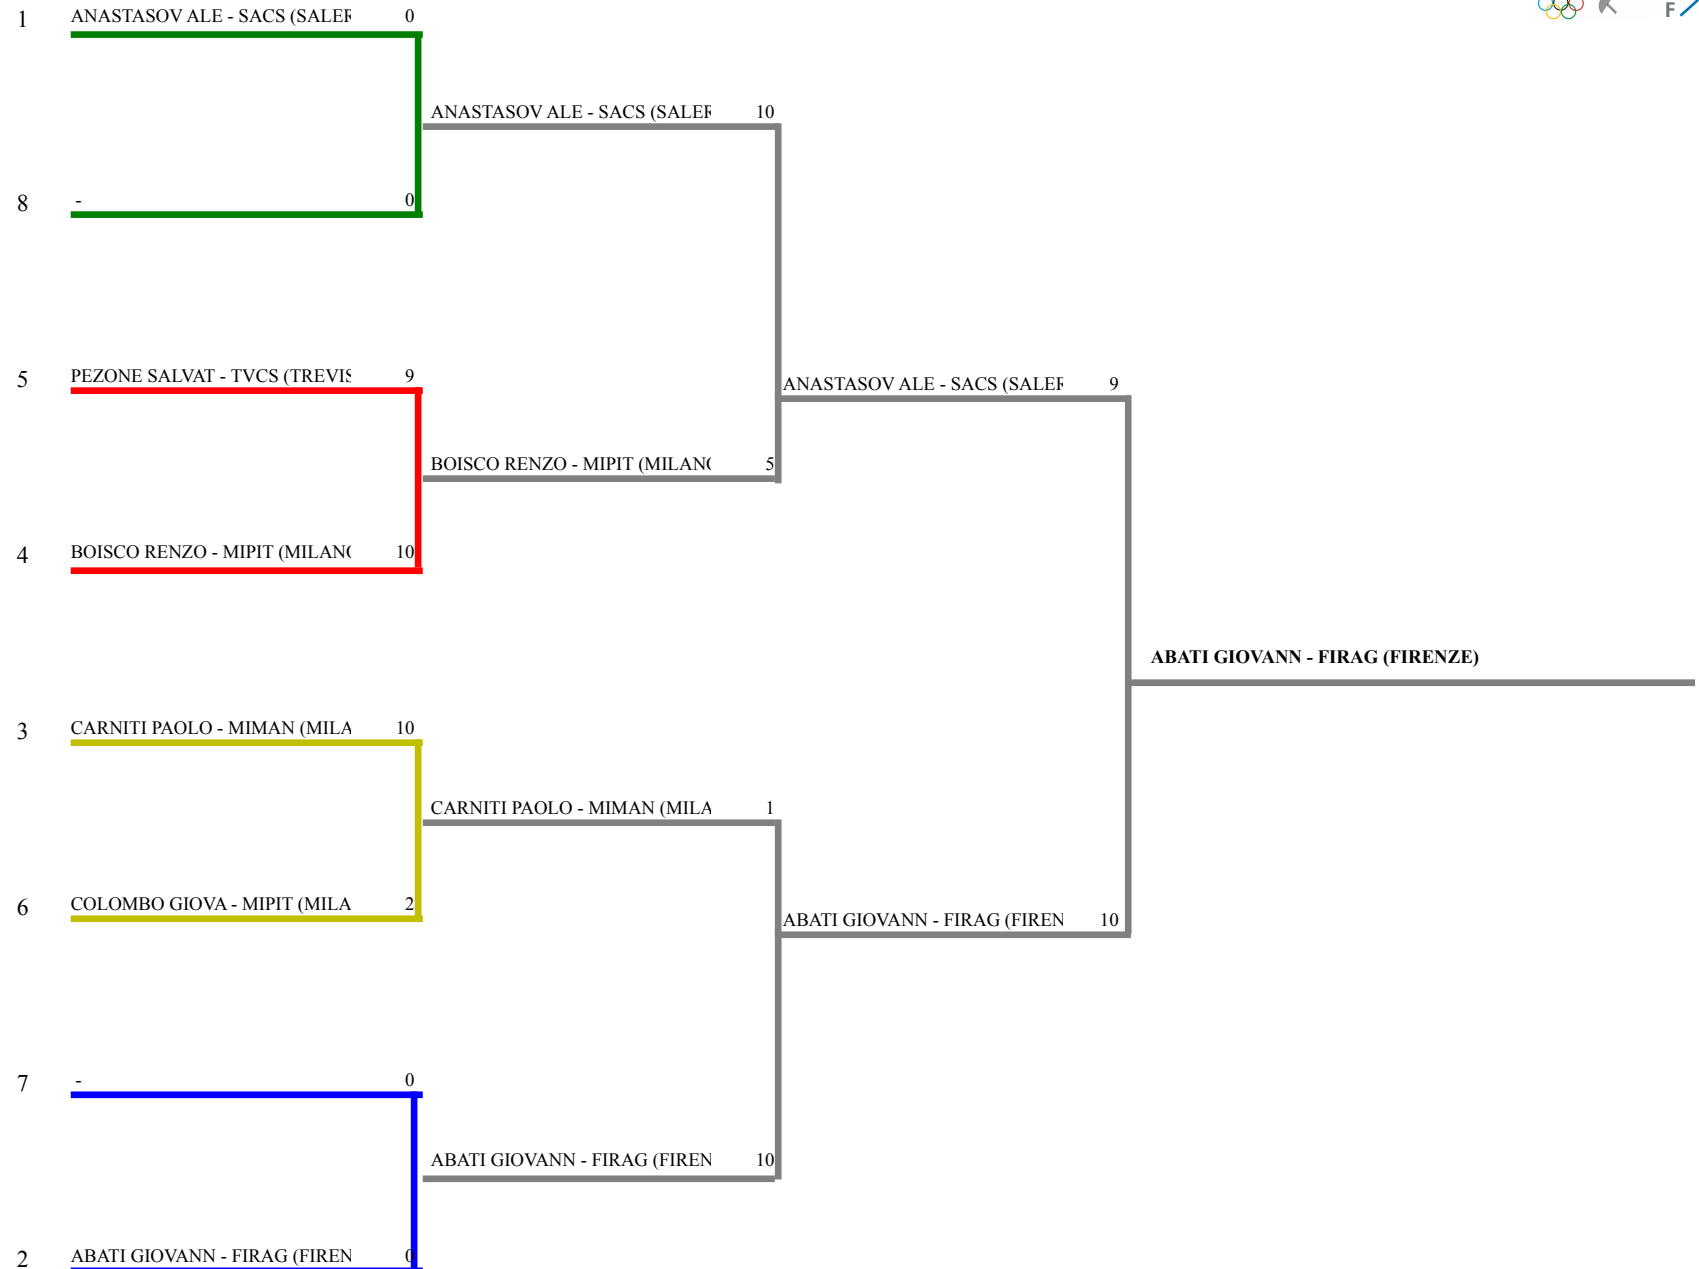 1 ANASTASOV ALE - SACS (SALER 0
F
ANASTASOV ALE - SACS (SALER 10
8 - 0
5 PEZONE SALVAT - TVCS (TREVIS 9
ANASTASOV ALE - SACS (SALER 9
BOISCO RENZO - MIPIT (MILANO 5
4 BOISCO RENZO - MIPIT (MILANO 10
ABATI GIOVANN - FIRAG (FIRENZE)
3 CARNITI PAOLO - MIMAN (MILA 10
CARNITI PAOLO - MIMAN (MILA 1
6 COLOMBO GIOVA - MIPIT (MILA 2
ABATI GIOVANN - FIRAG (FIREN 10
7 - 0
ABATI GIOVANN - FIRAG (FIREN 10
2 ABATI GIOVANN - FIRAG (FIREN 0